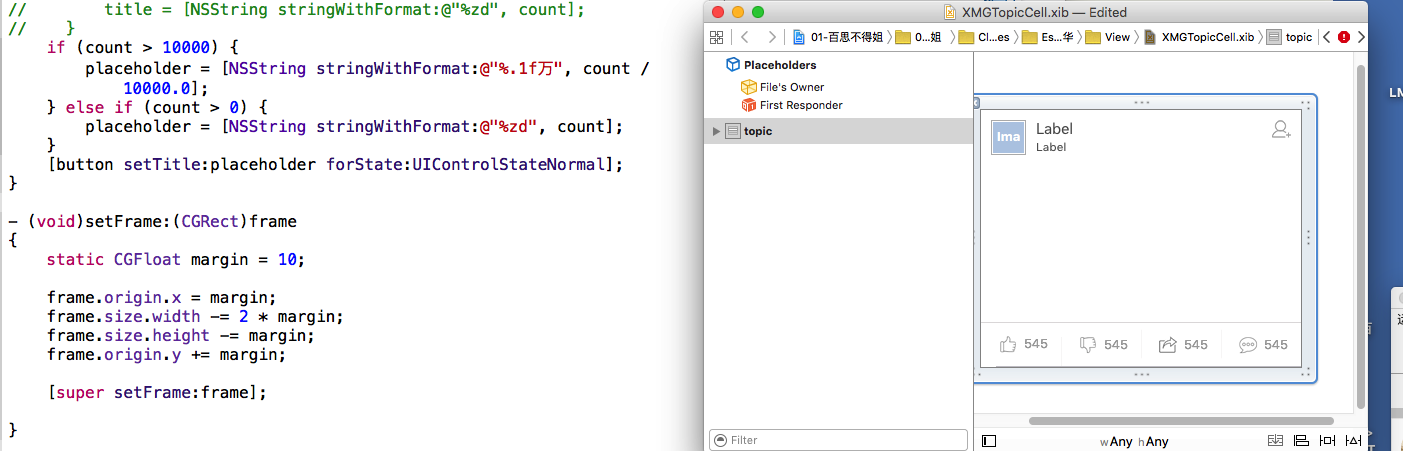 //        title = [NSString stringWithFormat:@"%zd", count];
//    }
    if (count > 10000) {
        placeholder = [NSString stringWithFormat:@"%.1f万", count /
            10000.0];
    } else if (count > 0) {
        placeholder = [NSString stringWithFormat:@"%zd", count];
    }
    [button setTitle:placeholder forState:UIControlStateNormal];
}
- (void)setFrame:(CGRect)frame
{
    static CGFloat margin = 10;
    frame.origin.x = margin;
    frame.size.width -= 2 * margin;
    frame.size.height -= margin;
    frame.origin.y += margin;
    [super setFrame:frame];
}
XMGTopicCell.xib — Edited
01-百思不得姐 〉 0...姐 〉 Cl...es 〉 Es...华 〉 View 〉 XMGTopicCell.xib 〉 topic
Placeholders
File's Owner
First Responder
topic
Ima
Label
Label
545 545 545 545
Filter
wAny hAny
LM